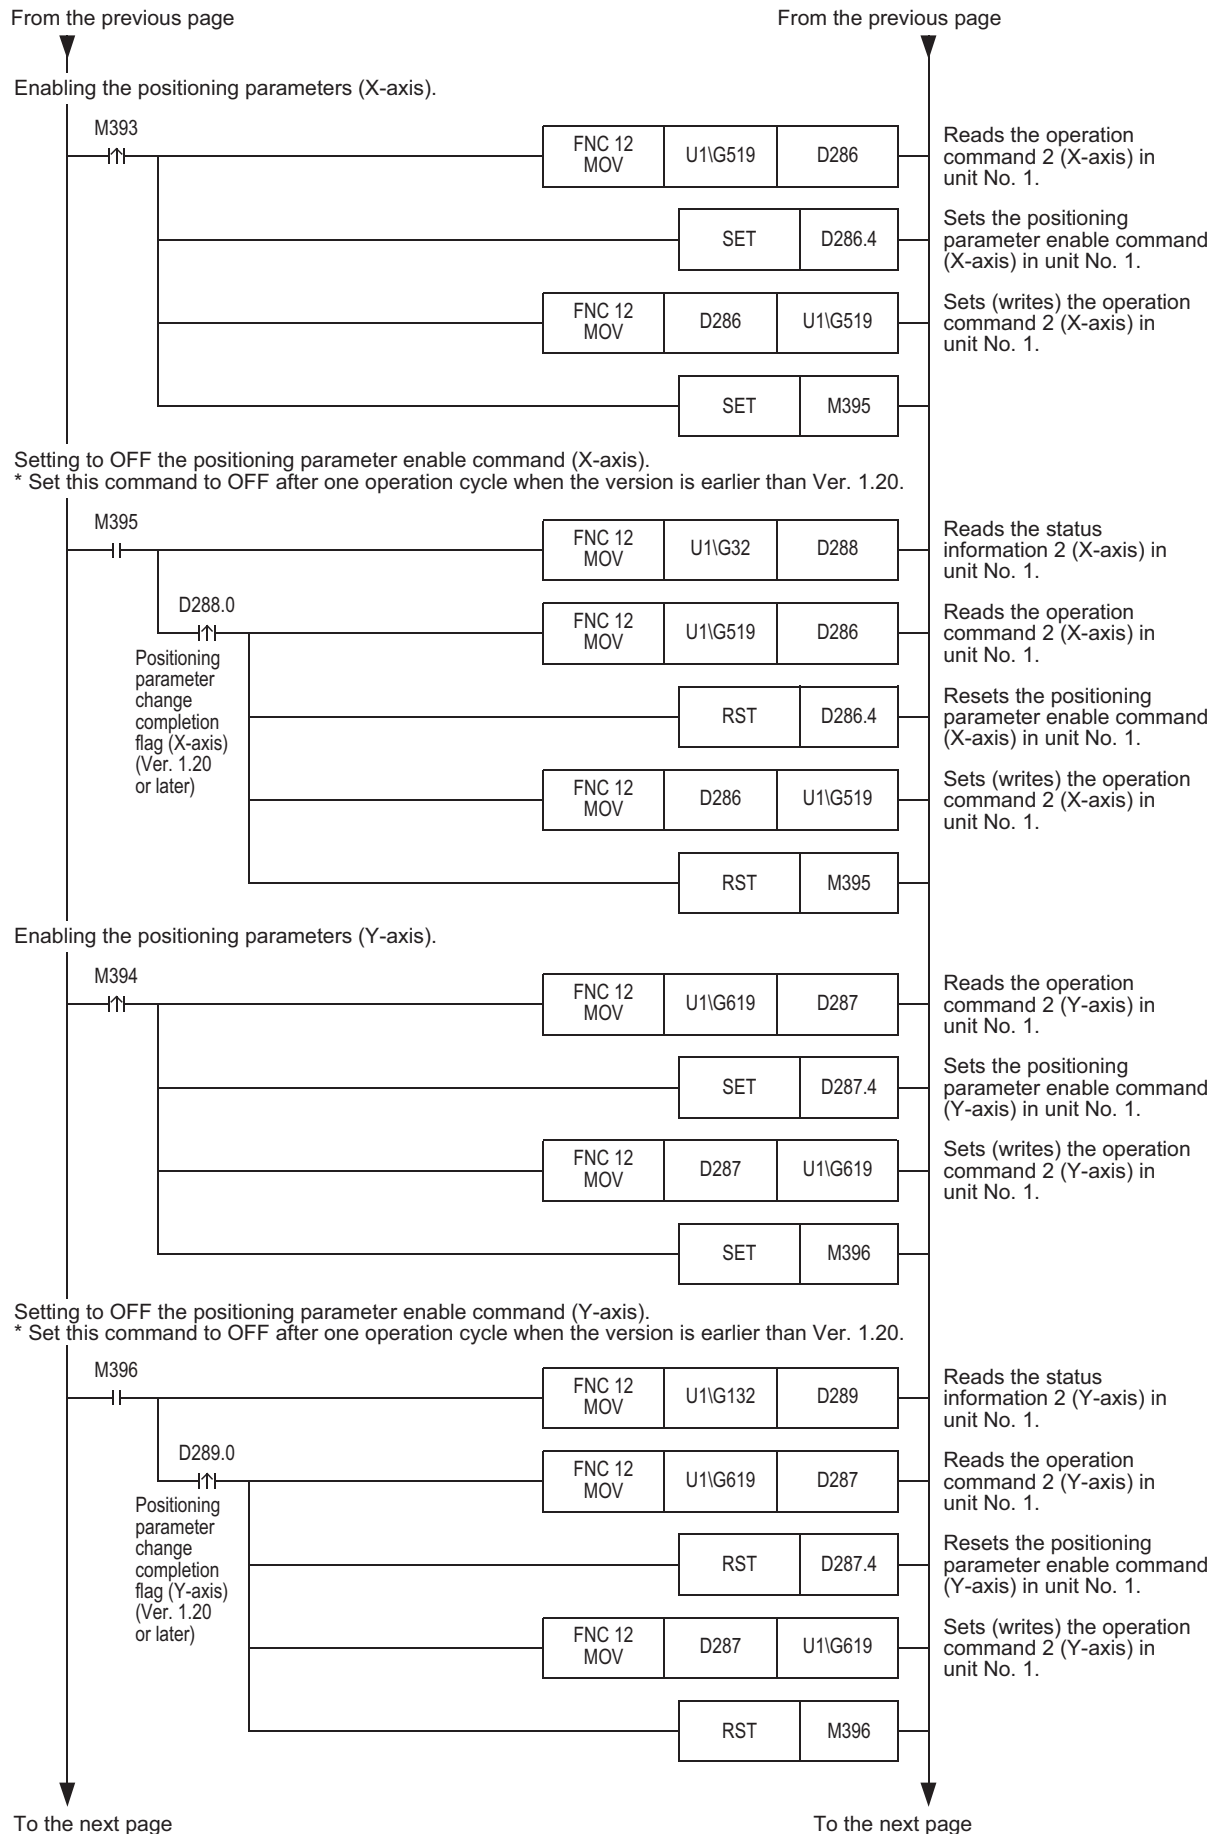 From the previous page
From the previous page
Enabling the positioning parameters (X-axis).
M393
FNC 12
MOV
U1\G519
D286
Reads the operation
command 2 (X-axis) in
unit No. 1.
SET
D286.4
Sets the positioning
parameter enable command
(X-axis) in unit No. 1.
FNC 12
MOV
D286
U1\G519
Sets (writes) the operation
command 2 (X-axis) in
unit No. 1.
SET
M395
Setting to OFF the positioning parameter enable command (X-axis).
* Set this command to OFF after one operation cycle when the version is earlier than Ver. 1.20.
M395
FNC 12
MOV
U1\G32
D288
Reads the status
information 2 (X-axis) in
unit No. 1.
D288.0
Positioning
parameter
change
completion
flag (X-axis)
(Ver. 1.20
or later)
FNC 12
MOV
U1\G519
D286
Reads the operation
command 2 (X-axis) in
unit No. 1.
RST
D286.4
Resets the positioning
parameter enable command
(X-axis) in unit No. 1.
FNC 12
MOV
D286
U1\G519
Sets (writes) the operation
command 2 (X-axis) in
unit No. 1.
RST
M395
Enabling the positioning parameters (Y-axis).
M394
FNC 12
MOV
U1\G619
D287
Reads the operation
command 2 (Y-axis) in
unit No. 1.
SET
D287.4
Sets the positioning
parameter enable command
(Y-axis) in unit No. 1.
FNC 12
MOV
D287
U1\G619
Sets (writes) the operation
command 2 (Y-axis) in
unit No. 1.
SET
M396
Setting to OFF the positioning parameter enable command (Y-axis).
* Set this command to OFF after one operation cycle when the version is earlier than Ver. 1.20.
M396
FNC 12
MOV
U1\G132
D289
Reads the status
information 2 (Y-axis) in
unit No. 1.
D289.0
Positioning
parameter
change
completion
flag (Y-axis)
(Ver. 1.20
or later)
FNC 12
MOV
U1\G619
D287
Reads the operation
command 2 (Y-axis) in
unit No. 1.
RST
D287.4
Resets the positioning
parameter enable command
(Y-axis) in unit No. 1.
FNC 12
MOV
D287
U1\G619
Sets (writes) the operation
command 2 (Y-axis) in
unit No. 1.
RST
M396
To the next page
To the next page